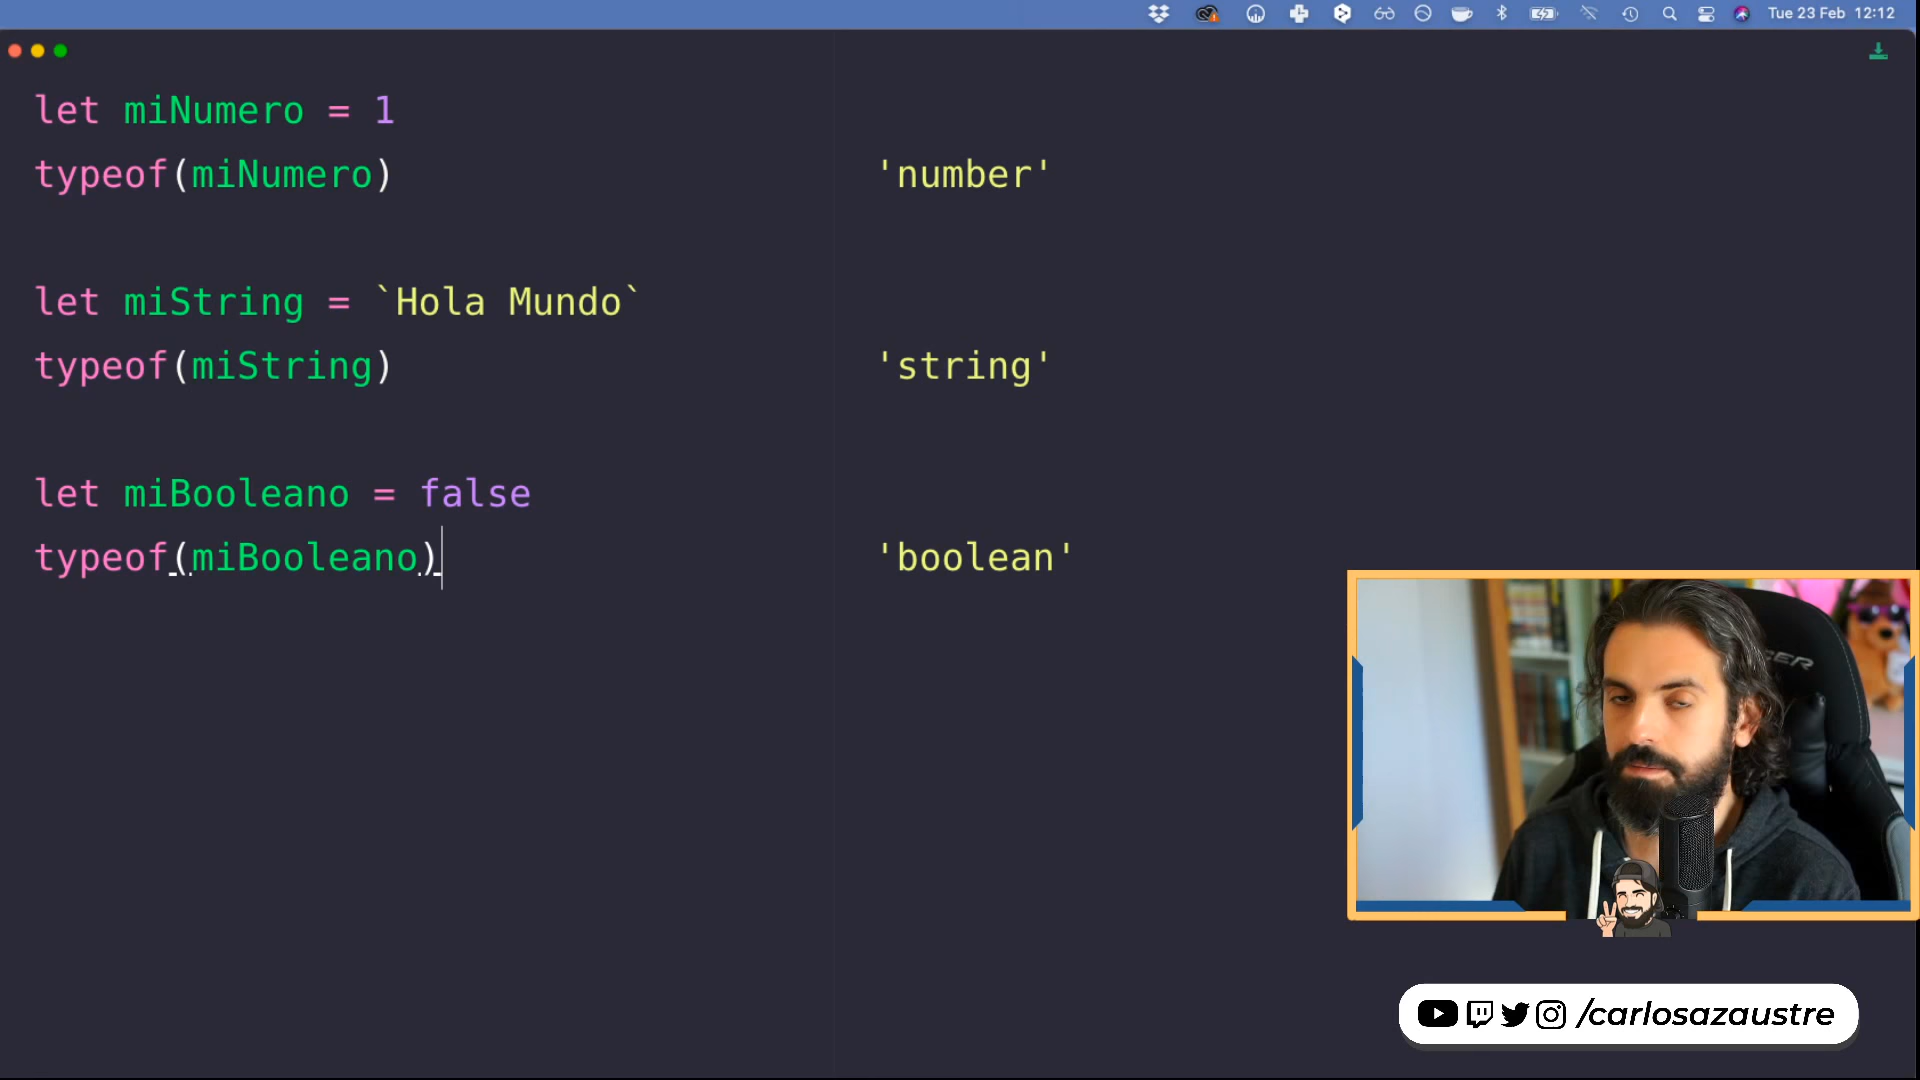 Tue 23 Feb 12:12
let miNumero = 1
typeof(miNumero) 'number'
let miString = `Hola Mundo`
typeof(miString) 'string'
let miBooleano = false
typeof(miBooleano) 'boolean'
/carlosazaustre